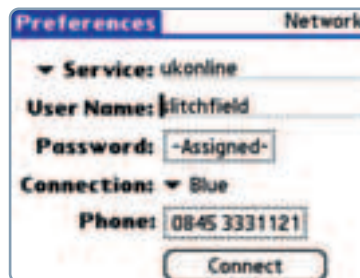 Preferences Network
Service: ukonline
User Name: slitchfield
Password: -Assigned-
Connection: Blue
Phone: 0845 3331121
Connect